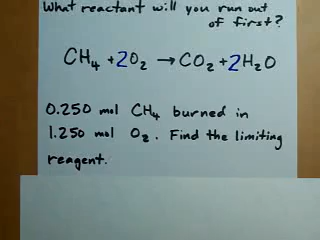 What reactant will you run out
of first?
CH₄ + 2O₂ → CO₂ + 2H₂O
0.250 mol CH₄ burned in
1.250 mol O₂. Find the limiting
reagent.